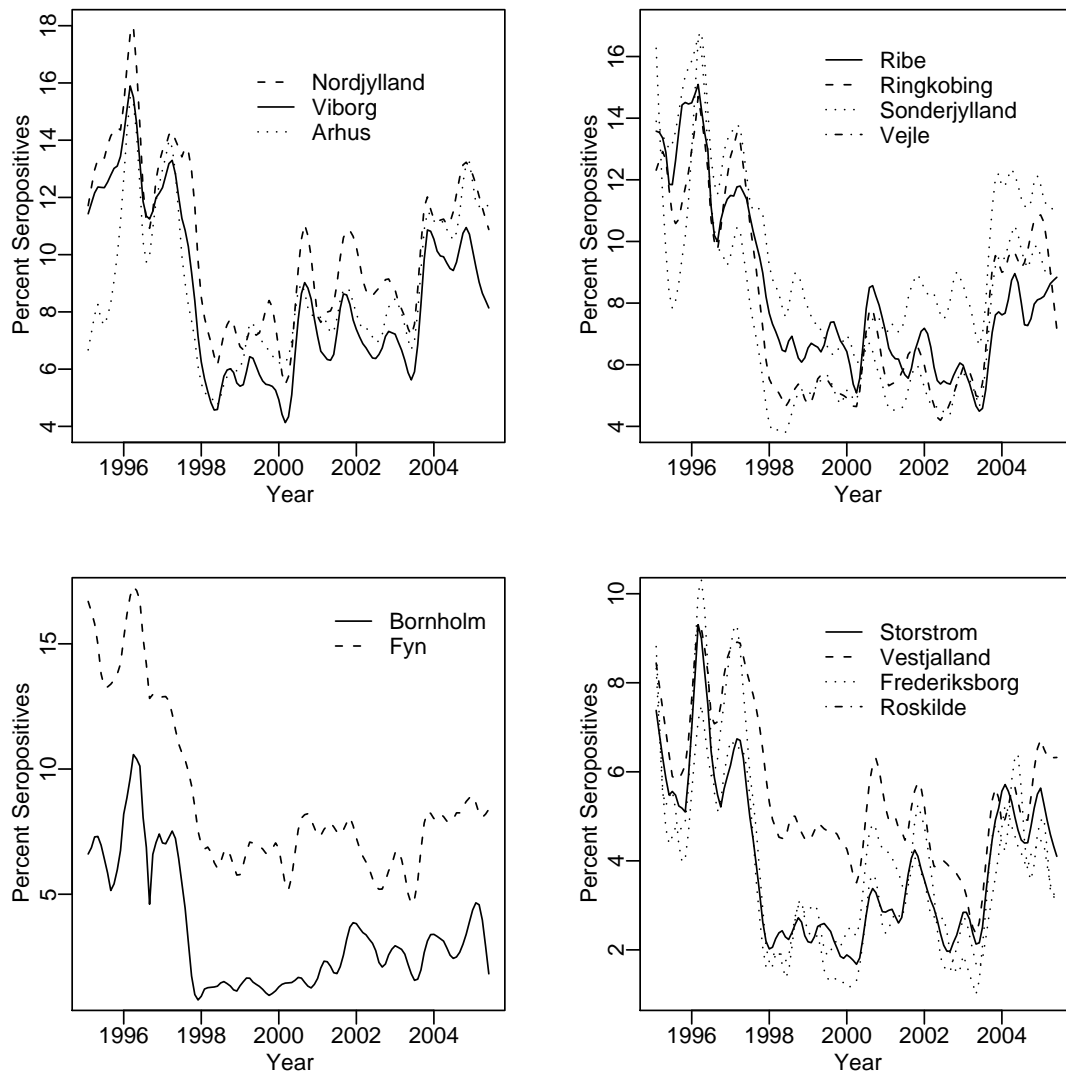 Percent Seropositives
4 6 8 10 12 14 16 18
Nordjylland
Viborg
Arhus
1996 1998 2000 2002 2004
Year
Percent Seropositives
4 6 8 10 12 14 16
Ribe
Ringkobing
Sonderjylland
Vejle
1996 1998 2000 2002 2004
Year
Percent Seropositives
5 10 15
Bornholm
Fyn
1996 1998 2000 2002 2004
Year
Percent Seropositives
2 4 6 8 10
Storstrom
Vestjalland
Frederiksborg
Roskilde
1996 1998 2000 2002 2004
Year